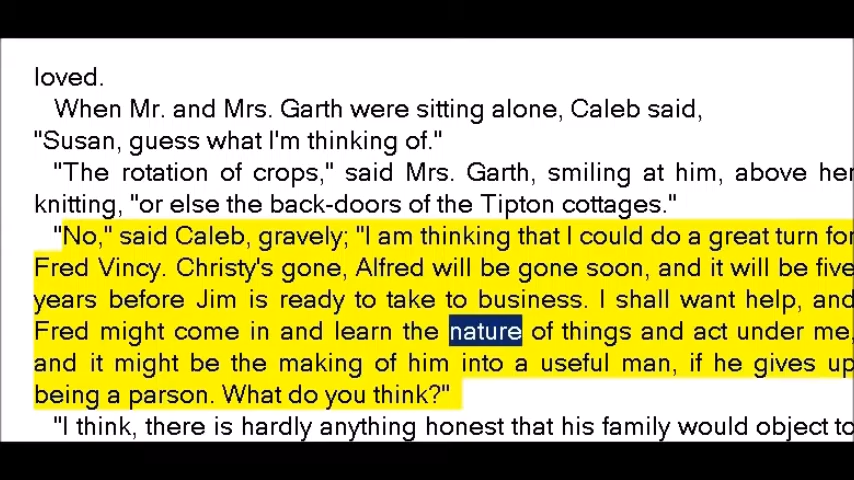 loved.
When Mr. and Mrs. Garth were sitting alone, Caleb said,
"Susan, guess what I'm thinking of."
"The rotation of crops," said Mrs. Garth, smiling at him, above her
knitting, "or else the back-doors of the Tipton cottages."
"No," said Caleb, gravely; "I am thinking that I could do a great turn for
Fred Vincy. Christy's gone, Alfred will be gone soon, and it will be five
years before Jim is ready to take to business. I shall want help, and
Fred might come in and learn the nature of things and act under me,
and it might be the making of him into a useful man, if he gives up
being a parson. What do you think?"
"I think, there is hardly anything honest that his family would object to